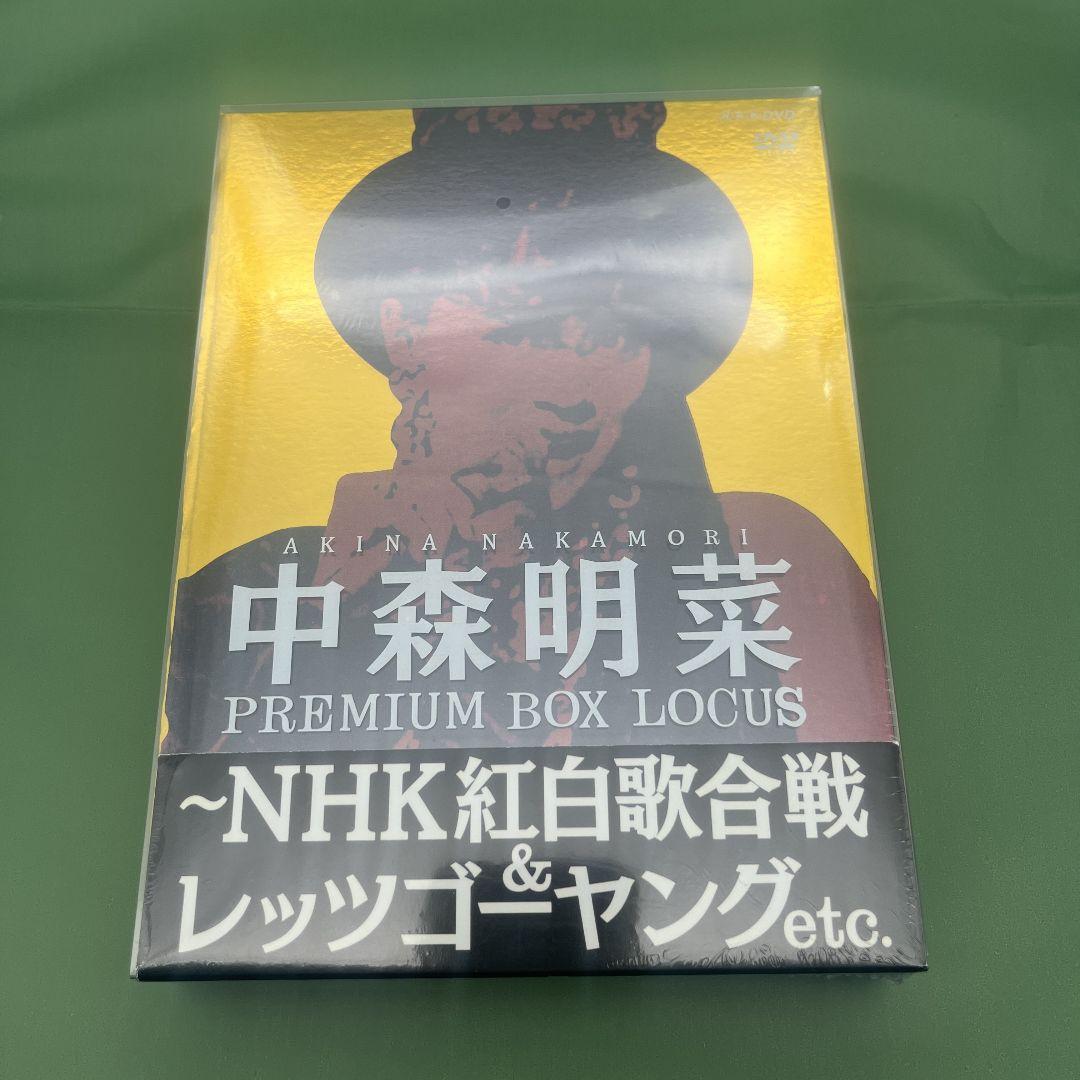 DVD
AKINA NAKAMORI
中森明菜
PREMIUM BOX LOCUS
~NHK紅白歌合戦
&
レッツゴーヤングetc.